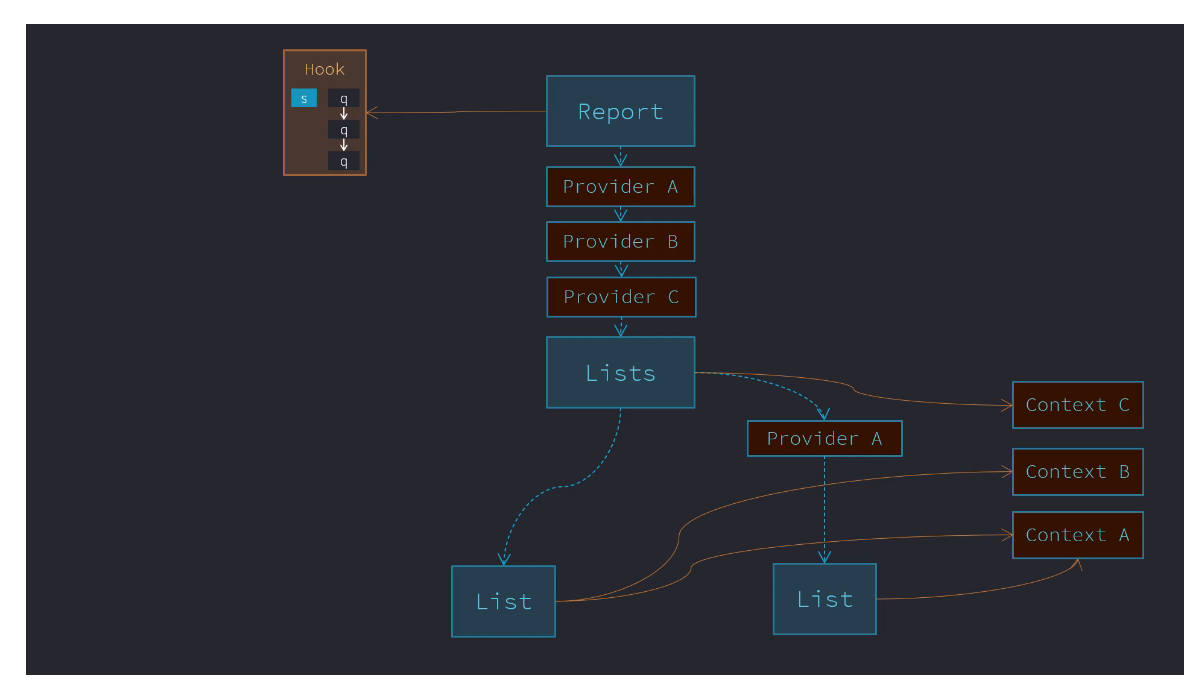 Hook
s q
q
q
Report
Provider A
Provider B
Provider C
Lists
Context C
Provider A
Context B
Context A
List
List